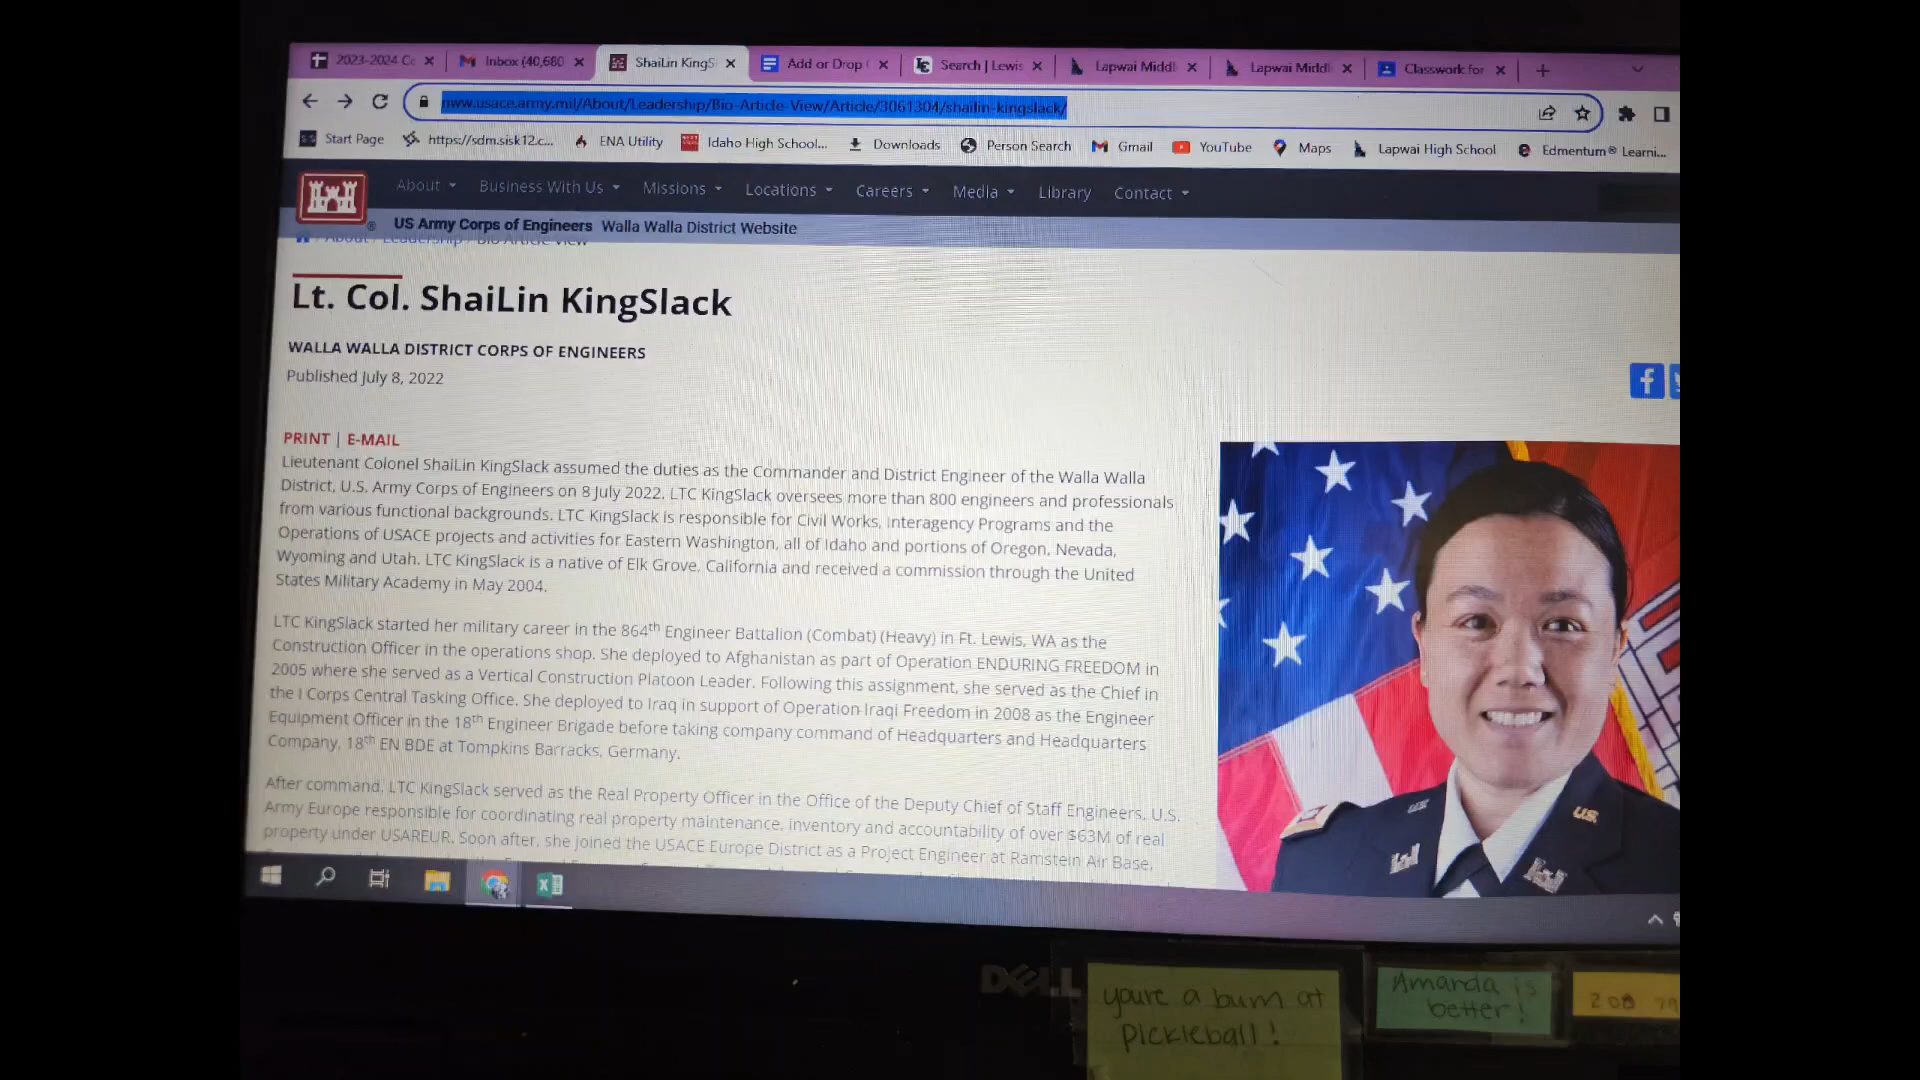 2023-2024 Co
Inbox (40,680
ShaiLin KingS
Add or Drop
Search | Lewis
Lapwai Middl
Lapwai Middl
Classwork for
www.usace.army.mil/About/Leadership/Bio-Article-View/Article/3061304/shailin-kingslack/
Start Page
https://sdm.sisk12.c...
ENA Utility
Idaho High School...
Downloads
Person Search
Gmail
YouTube
Maps
Lapwai High School
Edmentum® Learni...
About
Business With Us
Missions
Locations
Careers
Media
Library
Contact
US Army Corps of Engineers Walla Walla District Website
About Leadership Bio Article View
Lt. Col. ShaiLin KingSlack
WALLA WALLA DISTRICT CORPS OF ENGINEERS
Published July 8, 2022
PRINT | E-MAIL
Lieutenant Colonel ShaiLin KingSlack assumed the duties as the Commander and District Engineer of the Walla Walla
District, U.S. Army Corps of Engineers on 8 July 2022. LTC KingSlack oversees more than 800 engineers and professionals
from various functional backgrounds. LTC KingSlack is responsible for Civil Works, Interagency Programs and the
Operations of USACE projects and activities for Eastern Washington, all of Idaho and portions of Oregon, Nevada,
Wyoming and Utah. LTC KingSlack is a native of Elk Grove, California and received a commission through the United
States Military Academy in May 2004.
LTC KingSlack started her military career in the 864th Engineer Battalion (Combat) (Heavy) in Ft. Lewis, WA as the
Construction Officer in the operations shop. She deployed to Afghanistan as part of Operation ENDURING FREEDOM in
2005 where she served as a Vertical Construction Platoon Leader. Following this assignment, she served as the Chief in
the I Corps Central Tasking Office. She deployed to Iraq in support of Operation Iraqi Freedom in 2008 as the Engineer
Equipment Officer in the 18th Engineer Brigade before taking company command of Headquarters and Headquarters
Company, 18th EN BDE at Tompkins Barracks, Germany.
After command, LTC KingSlack served as the Real Property Officer in the Office of the Deputy Chief of Staff Engineers, U.S.
Army Europe responsible for coordinating real property maintenance, inventory and accountability of over $63M of real
property under USAREUR. Soon after, she joined the USACE Europe District as a Project Engineer at Ramstein Air Base,
US
DELL
youre a bum at
Pickleball!
Amanda is
better!
208 79